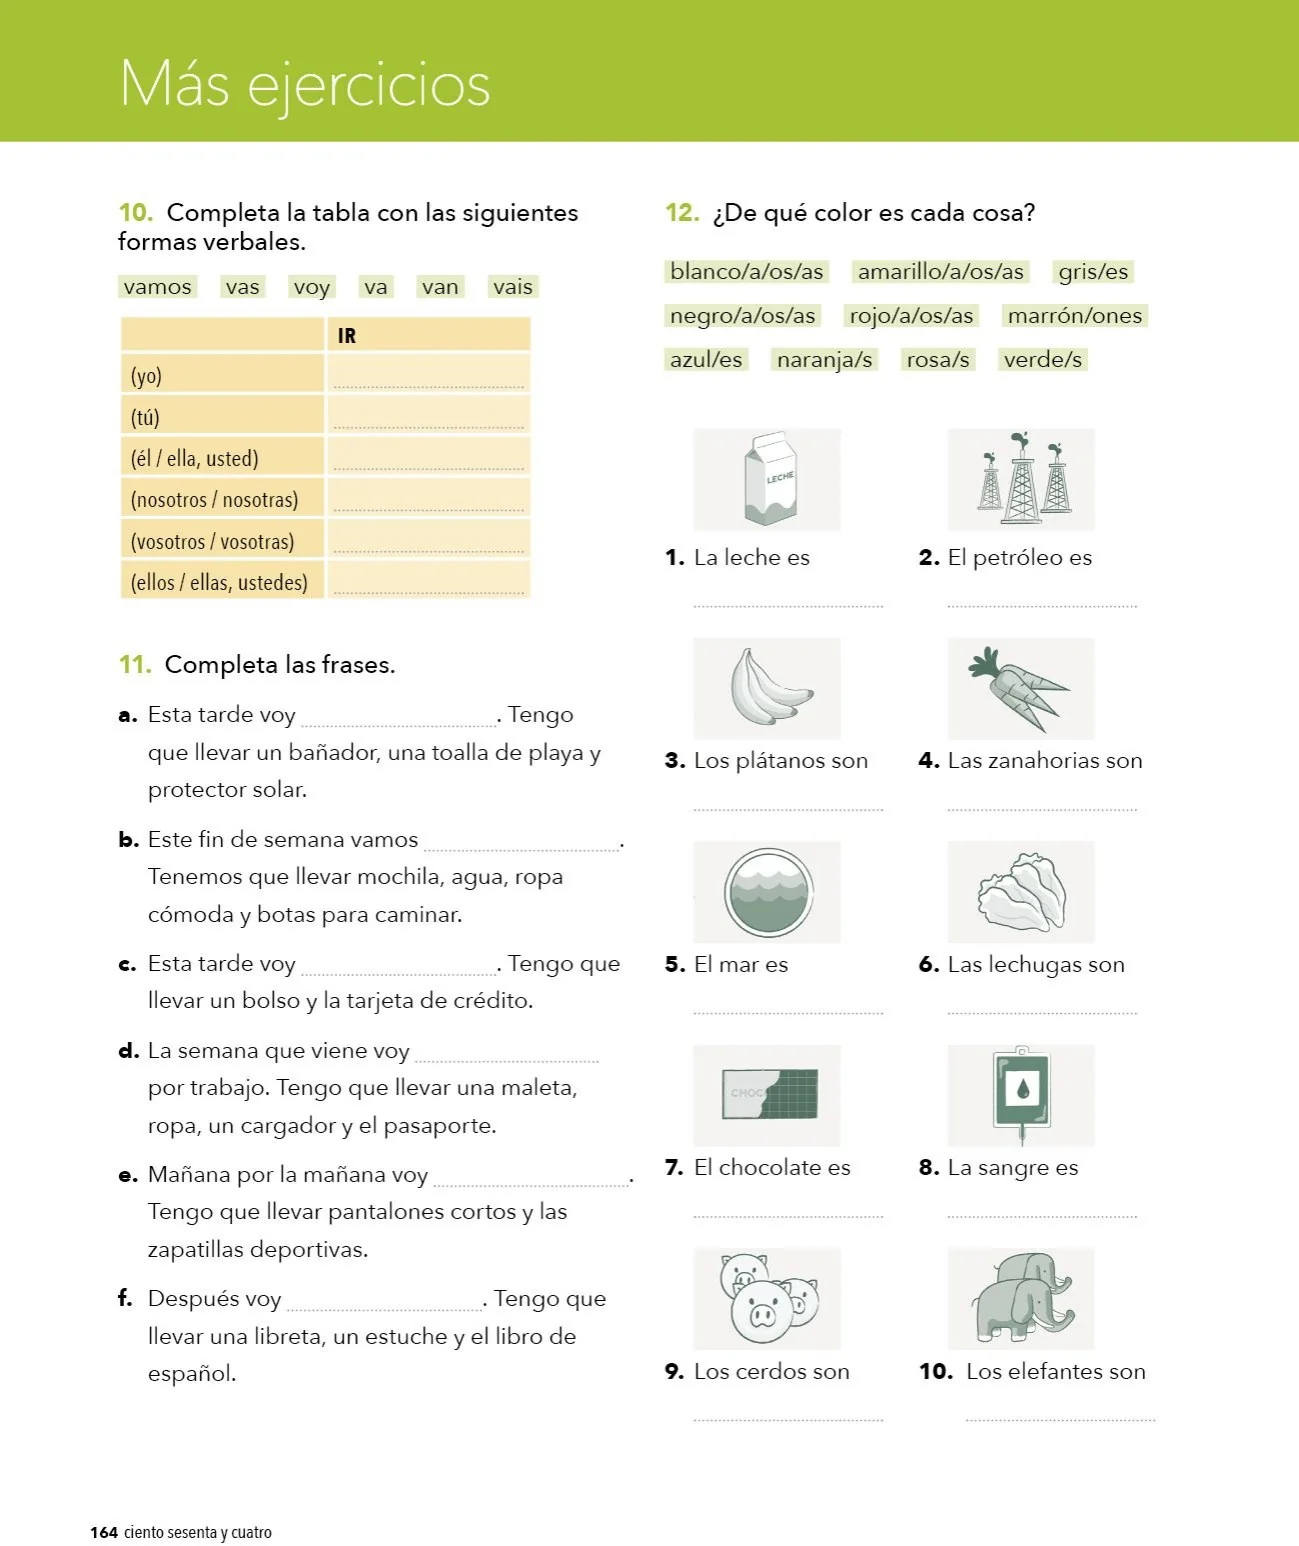 Más ejercicios
10. Completa la tabla con las siguientes
formas verbales.
vamos vas voy va van vais
IR
(yo)
(tú)
(él / ella, usted)
(nosotros / nosotras)
(vosotros / vosotras)
(ellos / ellas, ustedes)
11. Completa las frases.
a. Esta tarde voy . Tengo
que llevar un bañador, una toalla de playa y
protector solar.
b. Este fin de semana vamos .
Tenemos que llevar mochila, agua, ropa
cómoda y botas para caminar.
c. Esta tarde voy . Tengo que
llevar un bolso y la tarjeta de crédito.
d. La semana que viene voy
por trabajo. Tengo que llevar una maleta,
ropa, un cargador y el pasaporte.
e. Mañana por la mañana voy .
Tengo que llevar pantalones cortos y las
zapatillas deportivas.
f. Después voy . Tengo que
llevar una libreta, un estuche y el libro de
español.
12. ¿De qué color es cada cosa?
blanco/a/os/as amarillo/a/os/as gris/es
negro/a/os/as rojo/a/os/as marrón/ones
azul/es naranja/s rosa/s verde/s
LECHE
1. La leche es
2. El petróleo es
3. Los plátanos son
4. Las zanahorias son
5. El mar es
6. Las lechugas son
CHOC
7. El chocolate es
8. La sangre es
9. Los cerdos son
10. Los elefantes son
164 ciento sesenta y cuatro